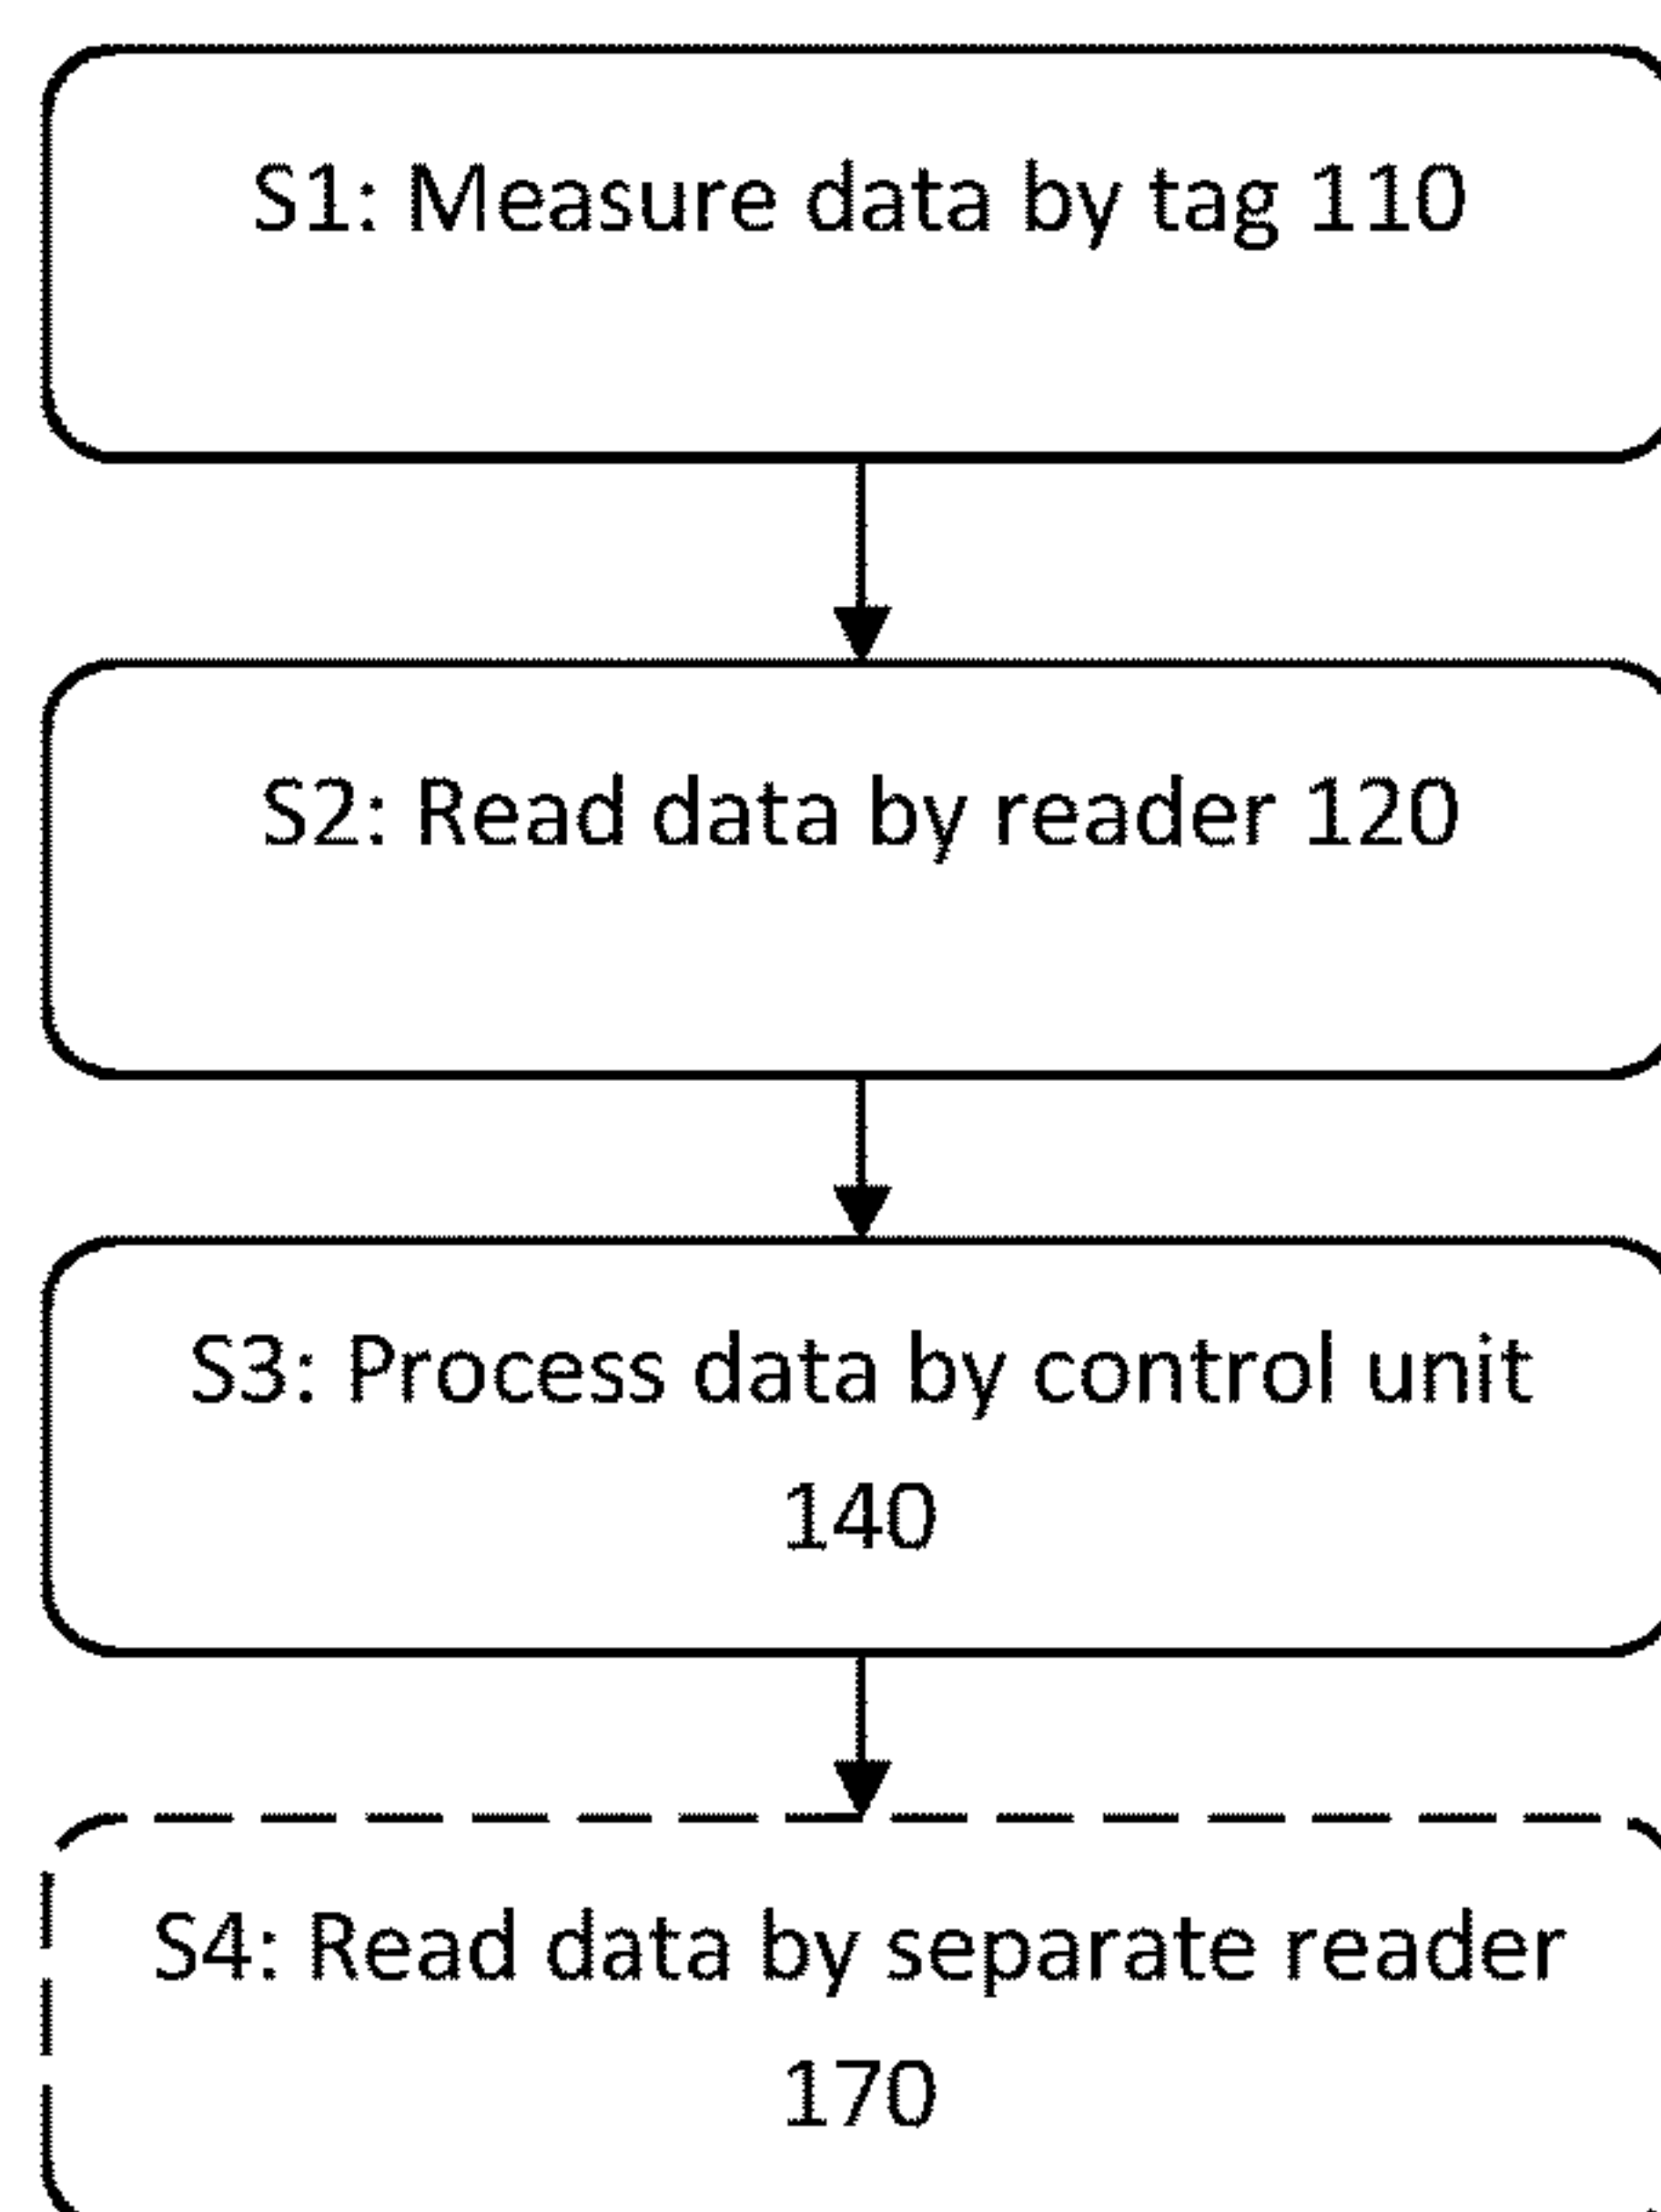 S1: Measure data by tag 110
S2: Read data by reader 120
S3: Process data by control unit
140
S4: Read data by separate reader
170